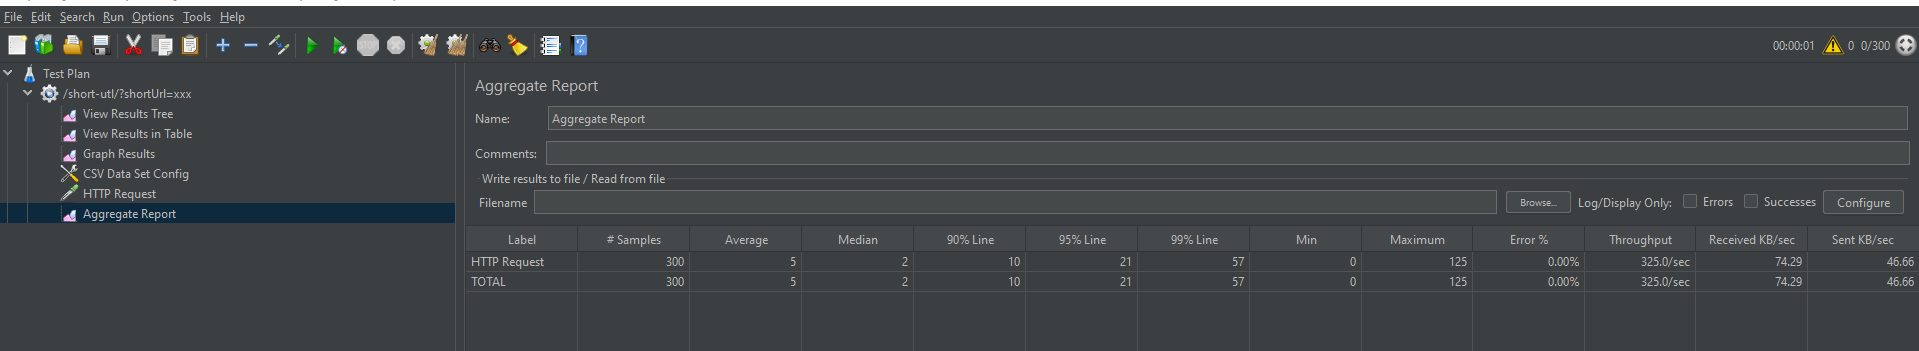 File Edit Search Run Options Tools Help
00:00:01 0 0/300
Test Plan
/short-utl/?shortUrl=xxx
View Results Tree
View Results in Table
Graph Results
CSV Data Set Config
HTTP Request
Aggregate Report
Aggregate Report
Name: Aggregate Report
Comments:
Write results to file / Read from file
Filename Browse... Log/Display Only: Errors Successes Configure
Label # Samples Average Median 90% Line 95% Line 99% Line Min Maximum Error % Throughput Received KB/sec Sent KB/sec
HTTP Request 300 5 2 10 21 57 0 125 0.00% 325.0/sec 74.29 46.66
TOTAL 300 5 2 10 21 57 0 125 0.00% 325.0/sec 74.29 46.66